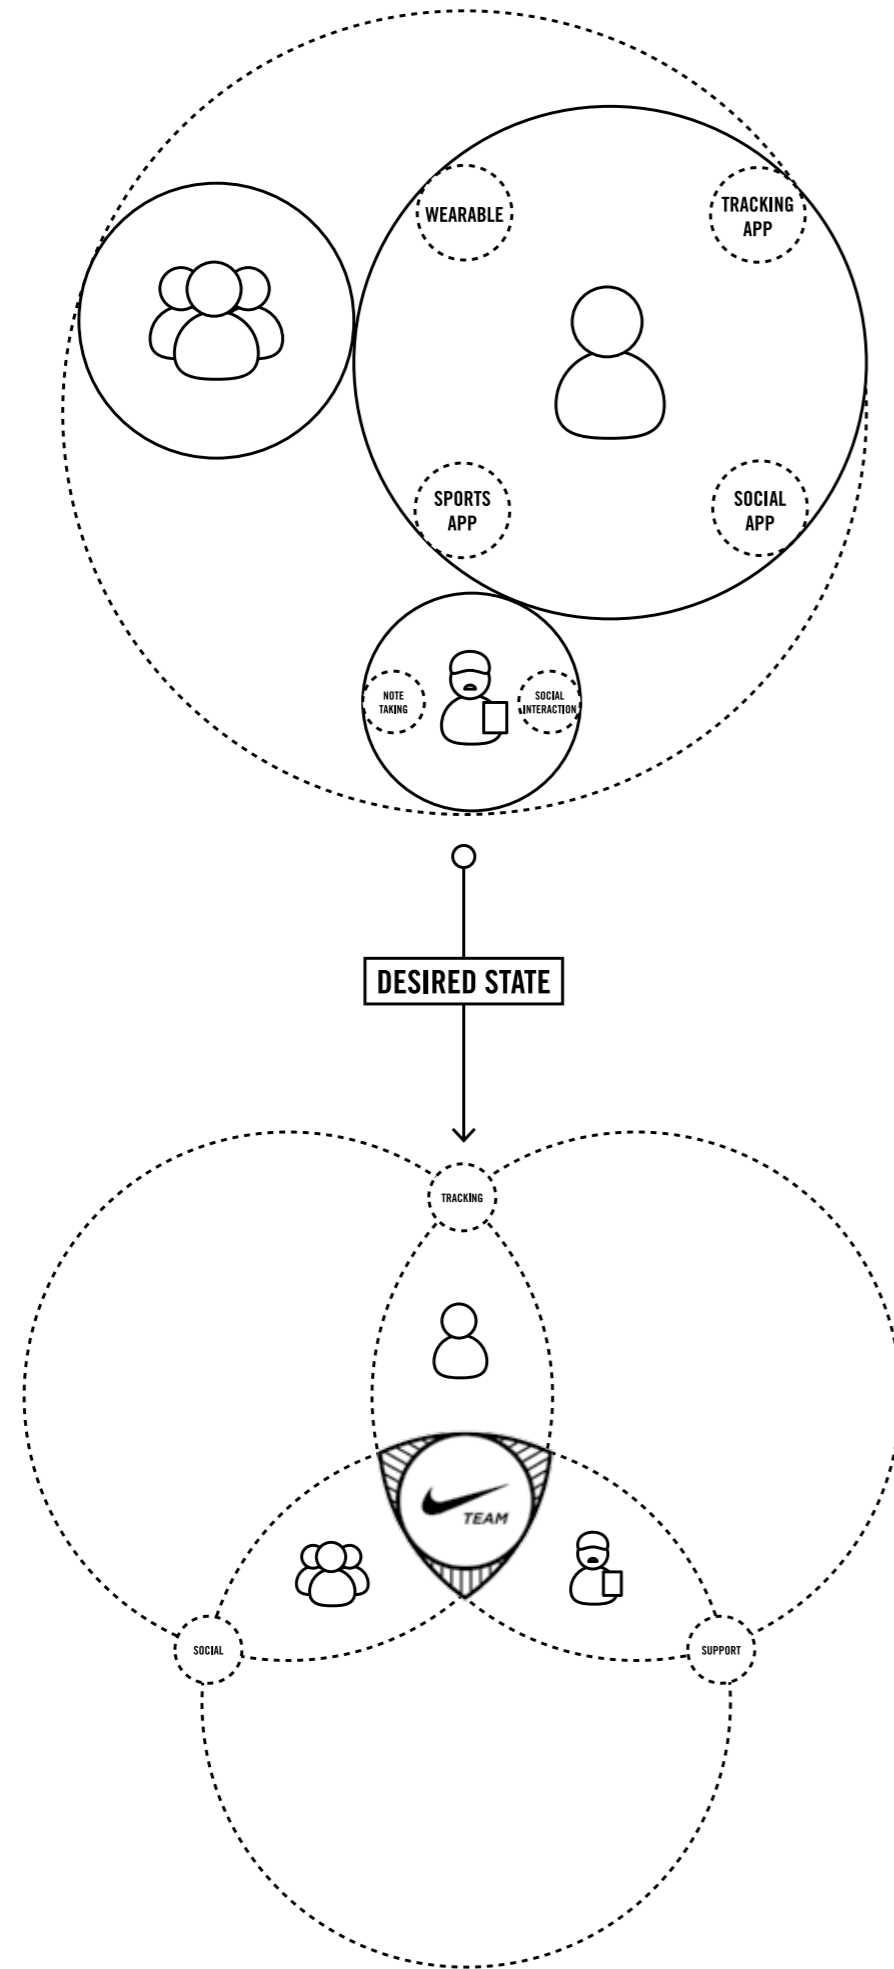 WEARABLE
TRACKING
APP
SPORTS
APP
SOCIAL
APP
NOTE
TAKING
SOCIAL
INTERACTION
DESIRED STATE
TRACKING
TEAM
SOCIAL
SUPPORT